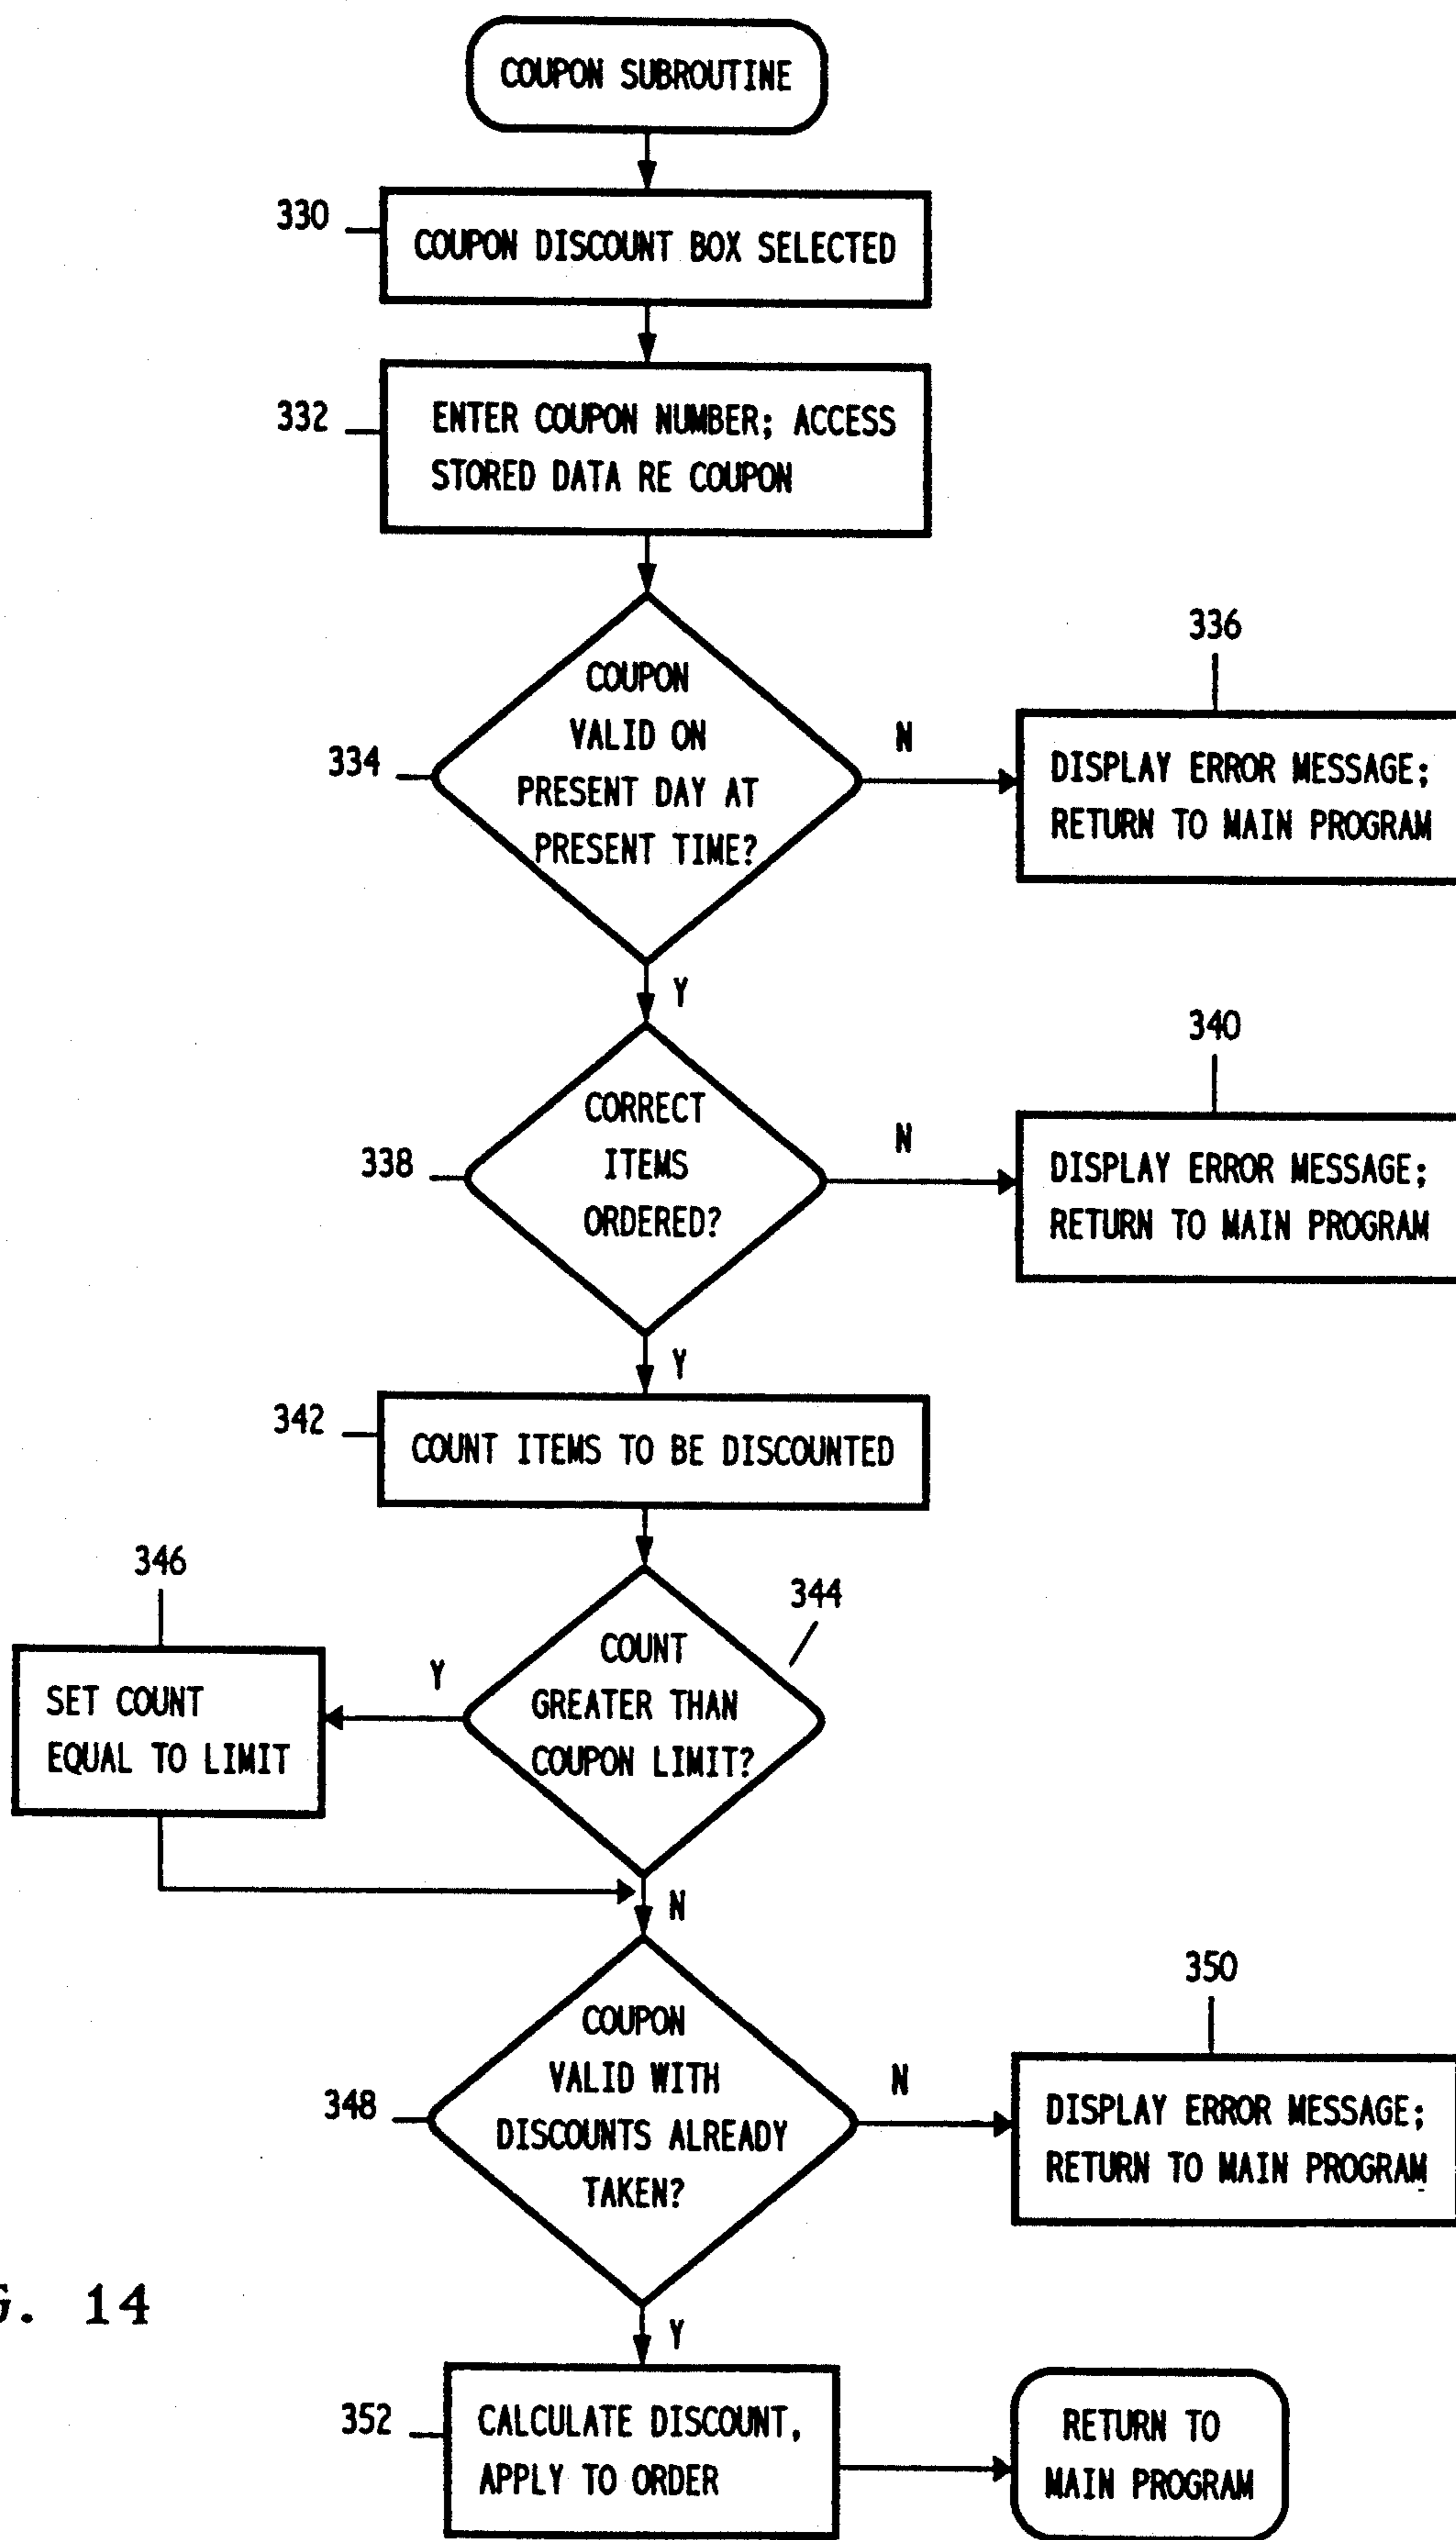 COUPON SUBROUTINE
330
COUPON DISCOUNT BOX SELECTED
332
ENTER COUPON NUMBER; ACCESS
STORED DATA RE COUPON
334
COUPON
VALID ON
PRESENT DAY AT
PRESENT TIME?
N
336
DISPLAY ERROR MESSAGE;
RETURN TO MAIN PROGRAM
Y
338
CORRECT
ITEMS
ORDERED?
N
340
DISPLAY ERROR MESSAGE;
RETURN TO MAIN PROGRAM
Y
342
COUNT ITEMS TO BE DISCOUNTED
344
COUNT
GREATER THAN
COUPON LIMIT?
Y
346
SET COUNT
EQUAL TO LIMIT
N
348
COUPON
VALID WITH
DISCOUNTS ALREADY
TAKEN?
N
350
DISPLAY ERROR MESSAGE;
RETURN TO MAIN PROGRAM
Y
352
CALCULATE DISCOUNT,
APPLY TO ORDER
RETURN TO
MAIN PROGRAM
G. 14